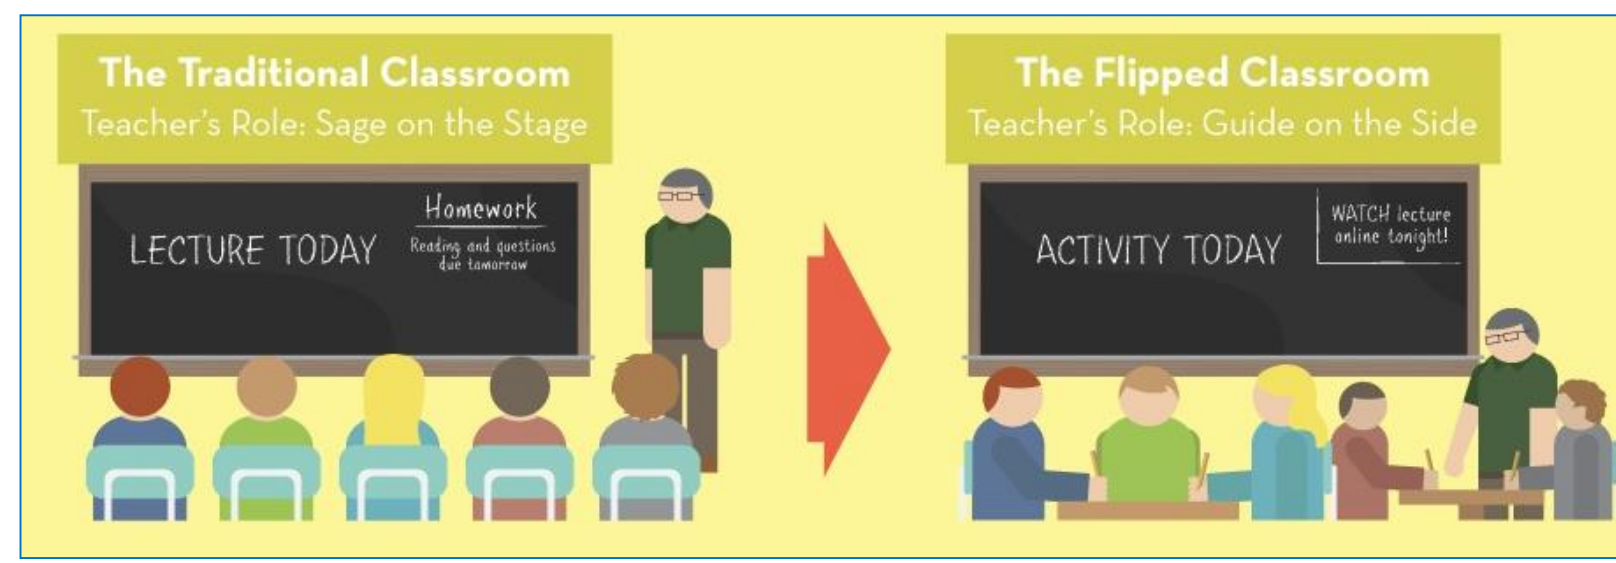 The Traditional Classroom
Teacher's Role: Sage on the Stage
LECTURE TODAY
Homework
Reading and questions
due tomorrow
The Flipped Classroom
Teacher's Role: Guide on the Side
ACTIVITY TODAY
WATCH lecture
online tonight!